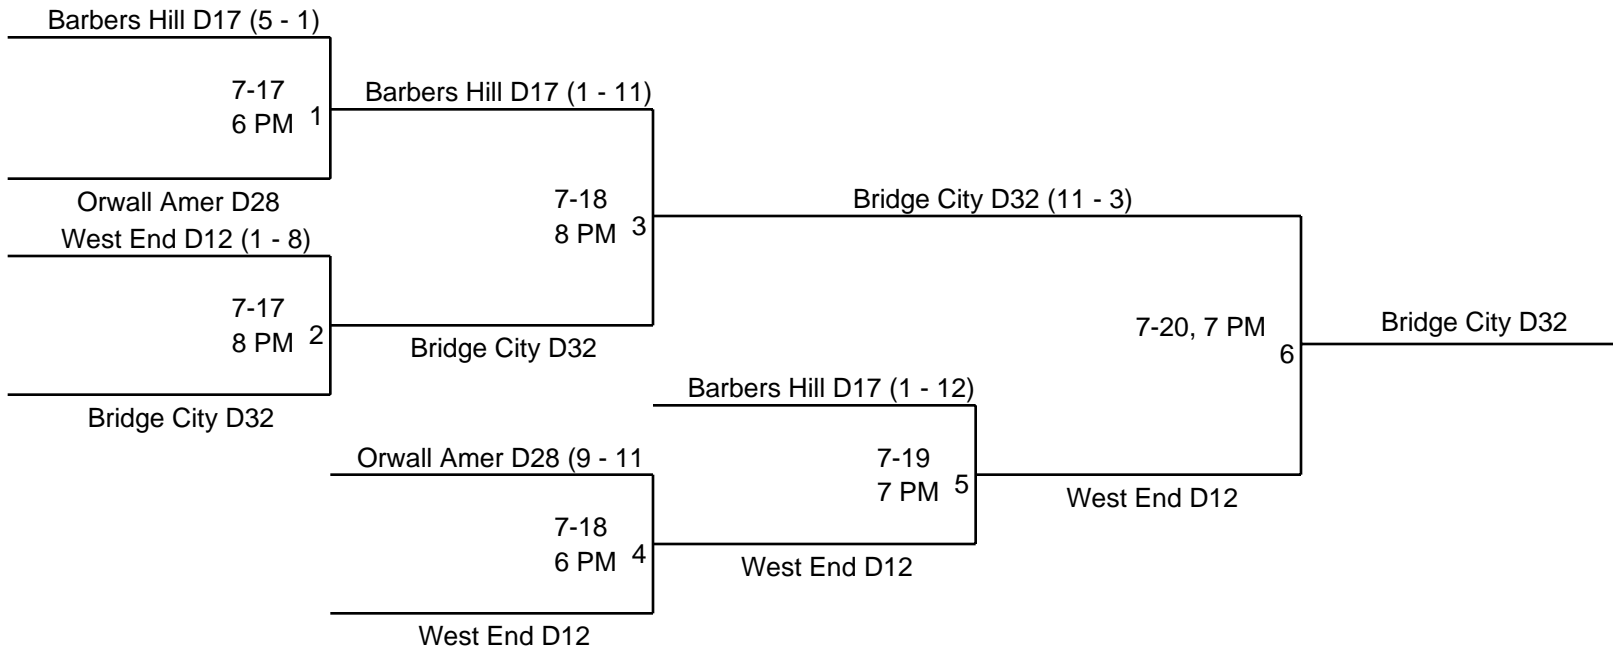 Barbers Hill D17 (5 - 1)
7-17
6 PM
1
Orwall Amer D28
West End D12 (1 - 8)
7-17
8 PM
2
Bridge City D32
Barbers Hill D17 (1 - 11)
7-18
8 PM
3
Bridge City D32
Orwall Amer D28 (9 - 11
7-18
6 PM
4
West End D12
Bridge City D32 (11 - 3)
Barbers Hill D17 (1 - 12)
7-19
7 PM
5
West End D12
7-20, 7 PM
6
West End D12
Bridge City D32